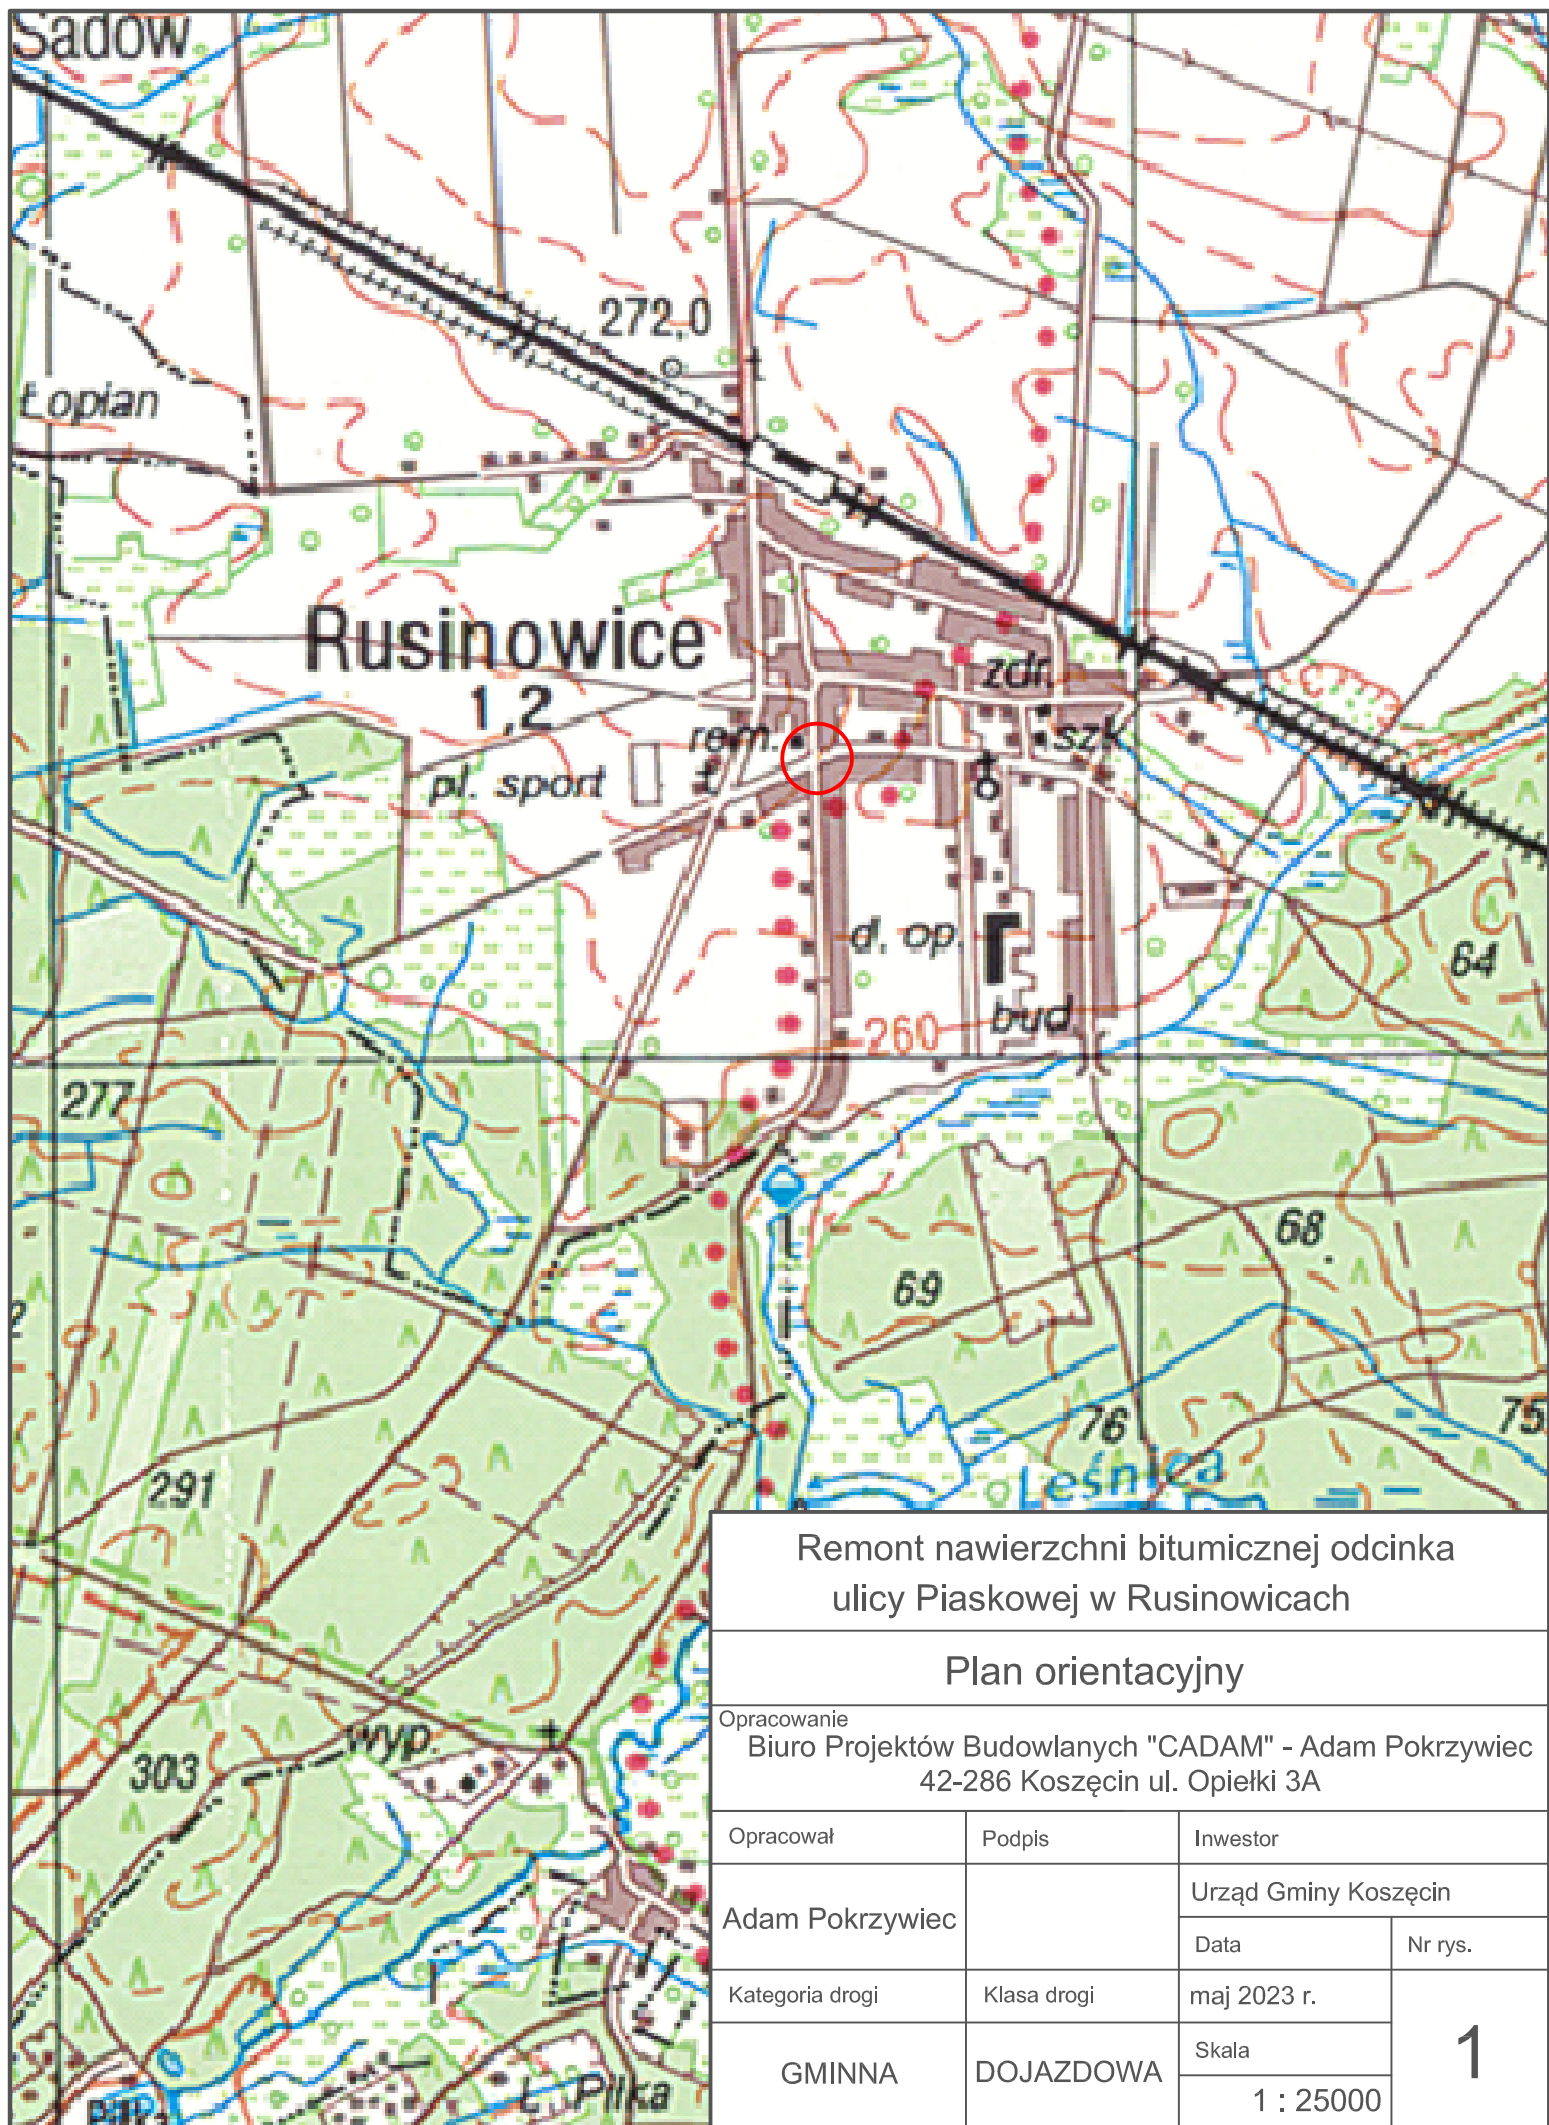 Sadów
272,0
Łopian
Rusinowice
1,2
zdr.
rem.
szk
pl. sport
d. op.
64
bud.
260
277
68
69
76
75
291
Leśnica
Remont nawierzchni bitumicznej odcinka
ulicy Piaskowej w Rusinowicach
Plan orientacyjny
Opracowanie
Biuro Projektów Budowlanych "CADAM" - Adam Pokrzywiec
42-286 Koszęcin ul. Opiełki 3A
wyp.
303
Opracował Podpis Inwestor
Adam Pokrzywiec Urząd Gminy Koszęcin
Data Nr rys.
Kategoria drogi Klasa drogi maj 2023 r.
GMINNA DOJAZDOWA Skala 1
1 : 25000
L. Piłka